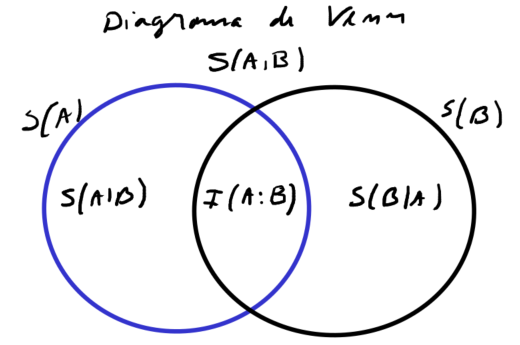 Diagrama de Venn
S(A,B)
S(A)
S(B)
S(A|B)
I(A:B)
S(B|A)